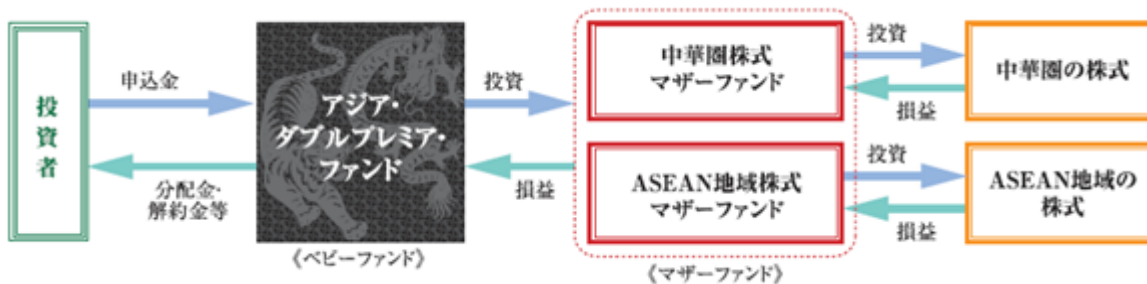 投資者
申込金
分配金・
解約金等
アジア・
ダブルプレミア・
ファンド
《ベビーファンド》
投資
損益
中華圏株式
マザーファンド
ASEAN地域株式
マザーファンド
《マザーファンド》
投資
損益
投資
損益
中華圏の株式
ASEAN地域の
株式